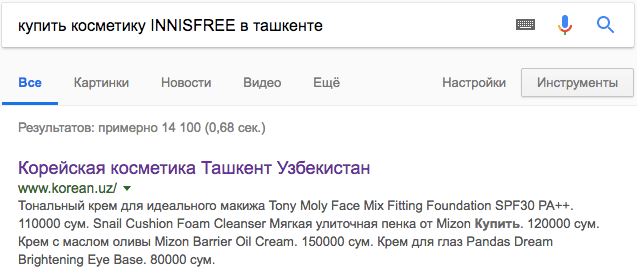 купить косметику INNISFREE в ташкенте
Все Картинки Новости Видео Ещё Настройки Инструменты
Результатов: примерно 14 100 (0,68 сек.)
Корейская косметика Ташкент Узбекистан
www.korean.uz/
Тональный крем для идеального макижа Tony Moly Face Mix Fitting Foundation SPF30 PA++.
110000 сум. Snail Cushion Foam Cleanser Мягкая улиточная пенка от Mizon Купить. 120000 сум.
Крем с маслом оливы Mizon Barrier Oil Cream. 150000 сум. Крем для глаз Pandas Dream
Brightening Eye Base. 80000 сум.